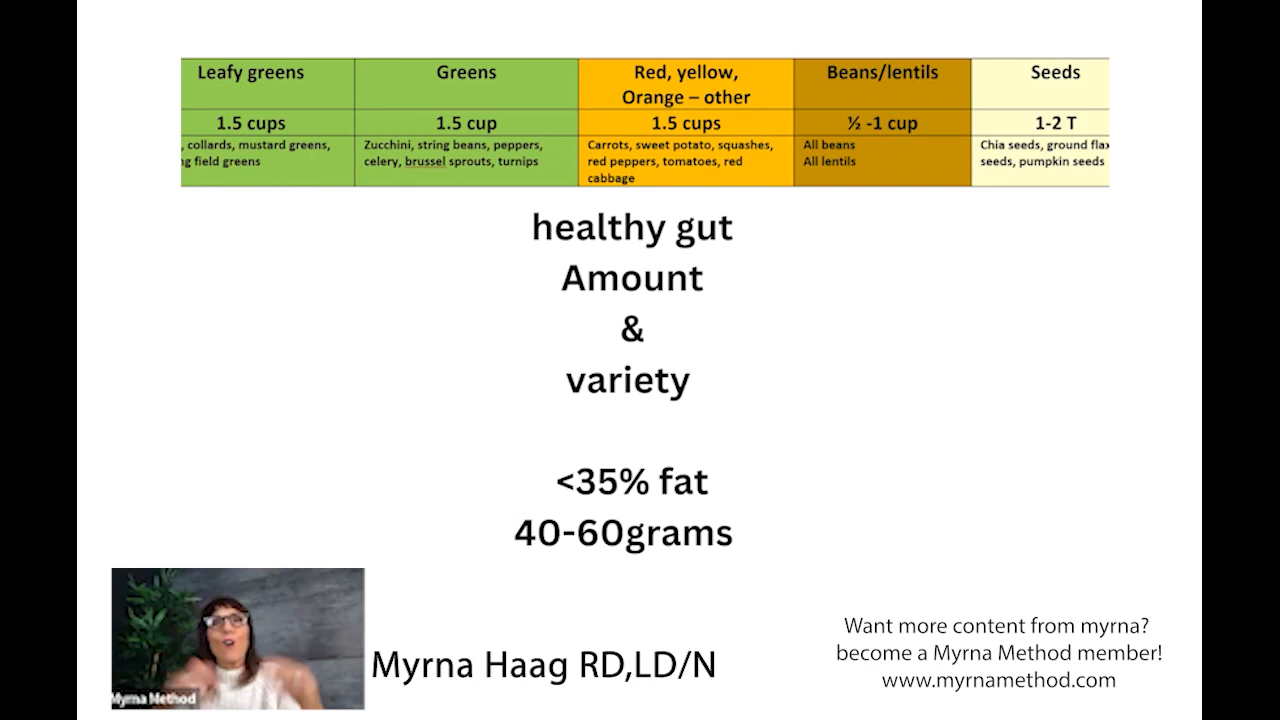 Leafy greens
Greens
Red, yellow,
Orange – other
Beans/lentils
Seeds
1.5 cups
1.5 cup
1.5 cups
½ -1 cup
1-2 T
, collards, mustard greens,
field greens
Zucchini, string beans, peppers,
celery, brussel sprouts, turnips
Carrots, sweet potato, squashes,
red peppers, tomatoes, red
cabbage
All beans
All lentils
Chia seeds, ground flax
seeds, pumpkin seeds
healthy gut
Amount
&
variety
<35% fat
40-60grams
Myrna Method
Myrna Haag RD,LD/N
Want more content from myrna?
become a Myrna Method member!
www.myrnamethod.com